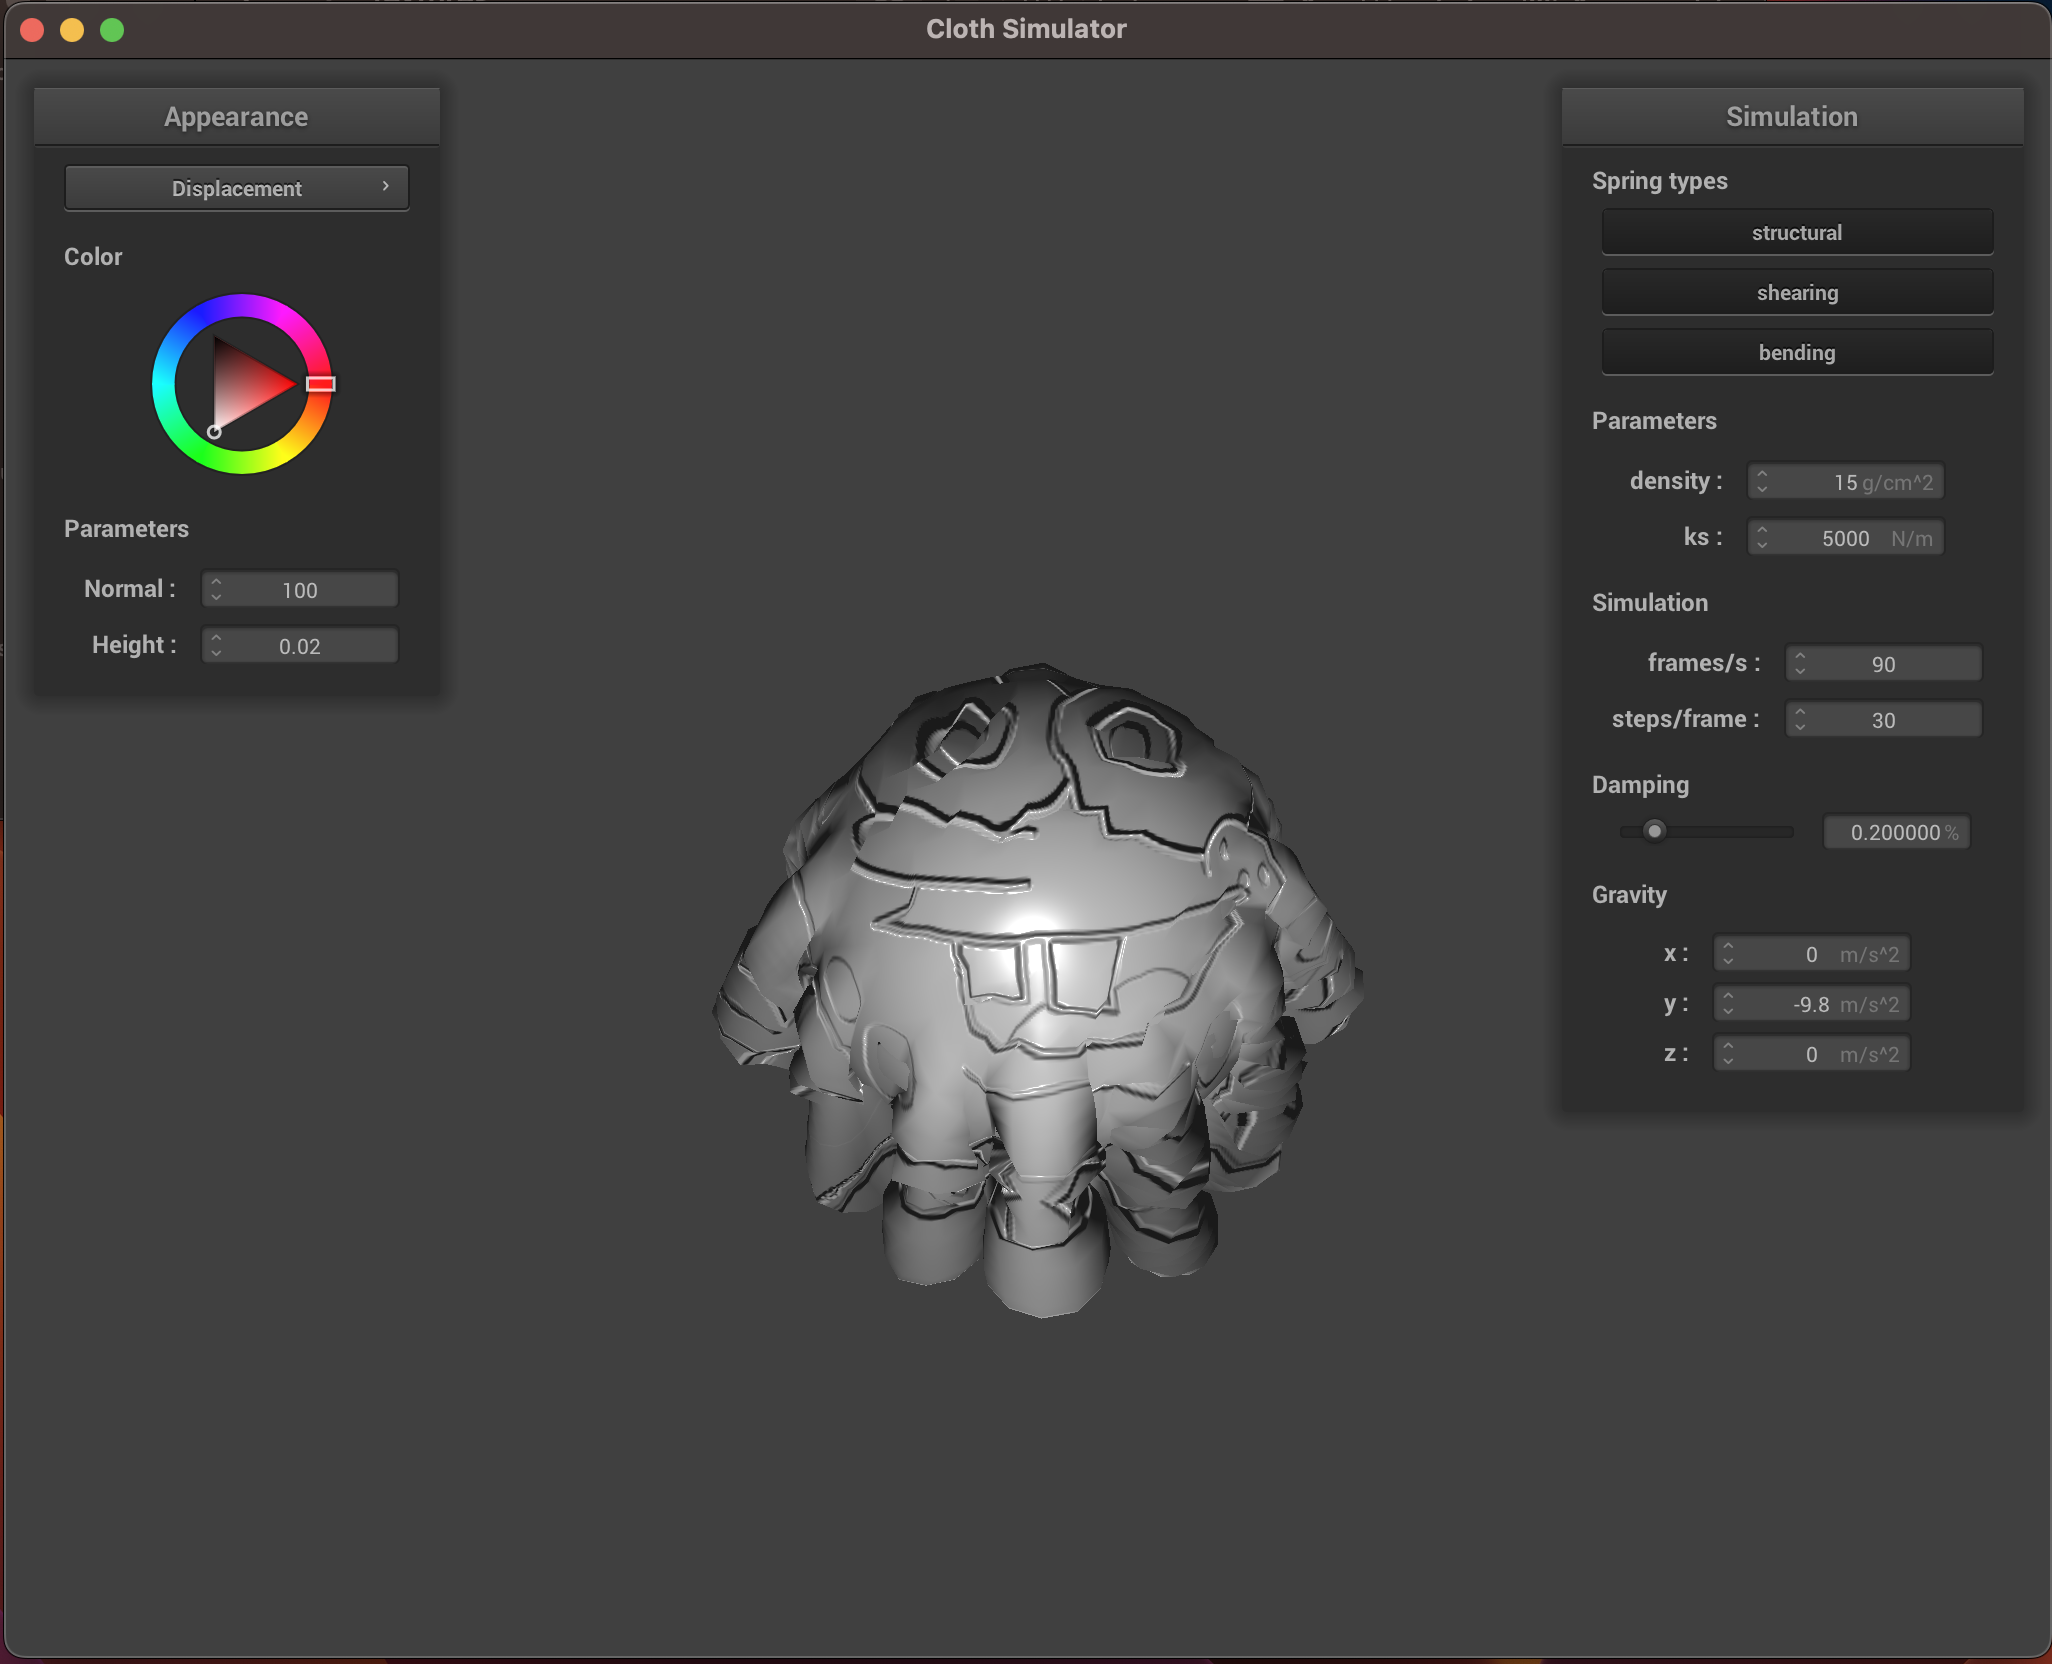 Cloth Simulator
Appearance
Displacement
Color
Parameters
Normal : 100
Height : 0.02
Simulation
Spring types
structural
shearing
bending
Parameters
density : 15 g/cm^2
ks : 5000 N/m
Simulation
frames/s : 90
steps/frame : 30
Damping
0.200000 %
Gravity
x : 0 m/s^2
y : -9.8 m/s^2
z : 0 m/s^2